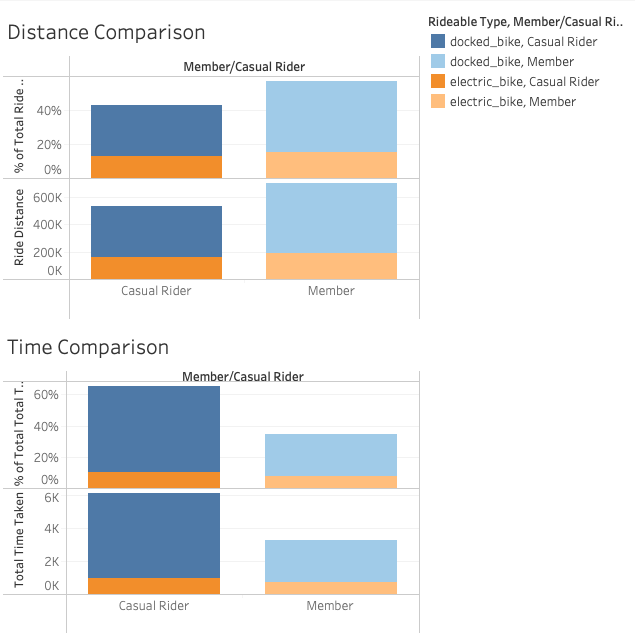 Distance Comparison
Rideable Type, Member/Casual Ri..
docked_bike, Casual Rider
docked_bike, Member
electric_bike, Casual Rider
electric_bike, Member
Member/Casual Rider
% of Total Ride ..
40%
20%
0%
Ride Distance
600K
400K
200K
0K
Casual Rider
Member
Time Comparison
Member/Casual Rider
% of Total Total T..
60%
40%
20%
0%
Total Time Taken
6K
4K
2K
0K
Casual Rider
Member